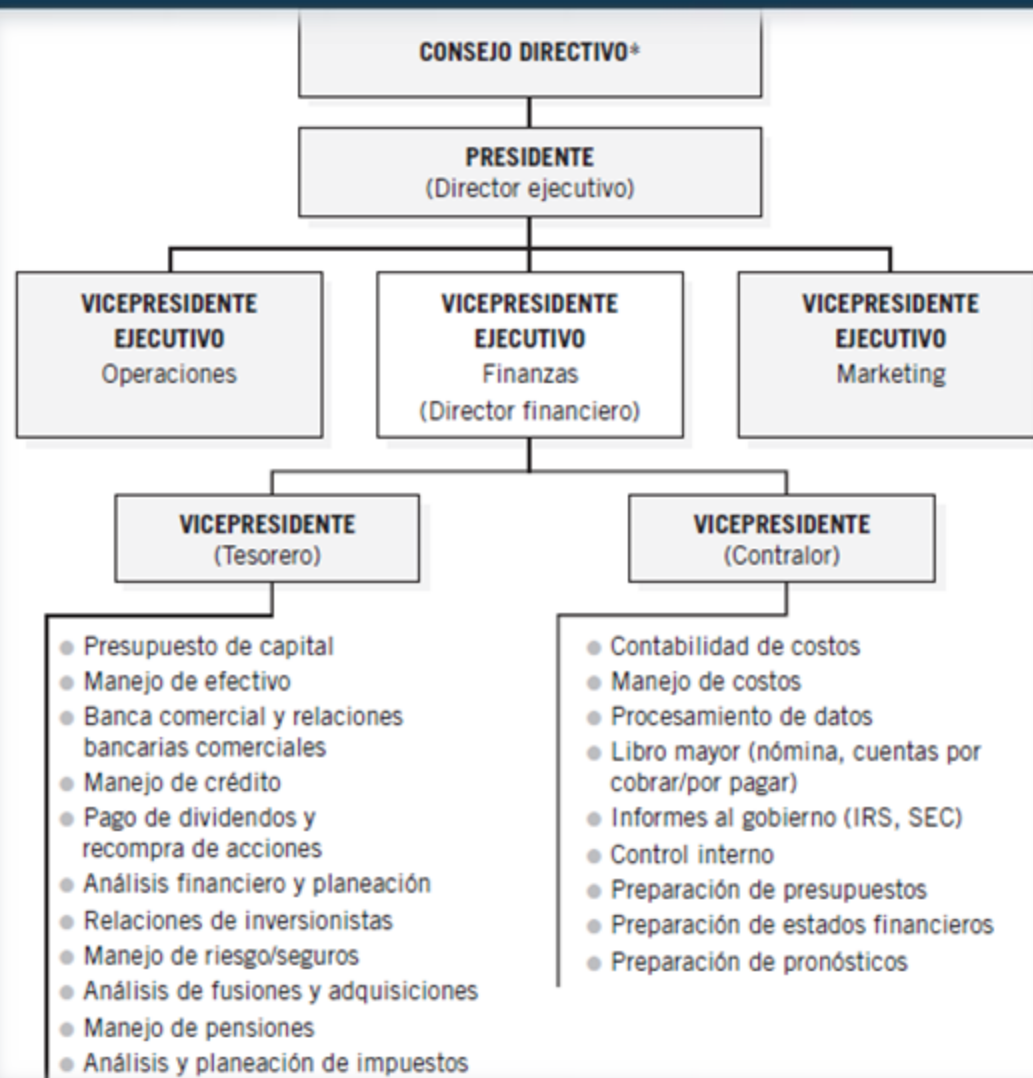 CONSEJO DIRECTIVO*
PRESIDENTE
(Director ejecutivo)
VICEPRESIDENTE
EJECUTIVO
Operaciones
VICEPRESIDENTE
EJECUTIVO
Finanzas
(Director financiero)
VICEPRESIDENTE
EJECUTIVO
Marketing
VICEPRESIDENTE
(Tesorero)
● Presupuesto de capital
● Manejo de efectivo
● Banca comercial y relaciones
bancarias comerciales
● Manejo de crédito
● Pago de dividendos y
recompra de acciones
● Análisis financiero y planeación
● Relaciones de inversionistas
● Manejo de riesgo/seguros
● Análisis de fusiones y adquisiciones
● Manejo de pensiones
● Análisis y planeación de impuestos
VICEPRESIDENTE
(Contralor)
● Contabilidad de costos
● Manejo de costos
● Procesamiento de datos
● Libro mayor (nómina, cuentas por
cobrar/por pagar)
● Informes al gobierno (IRS, SEC)
● Control interno
● Preparación de presupuestos
● Preparación de estados financieros
● Preparación de pronósticos